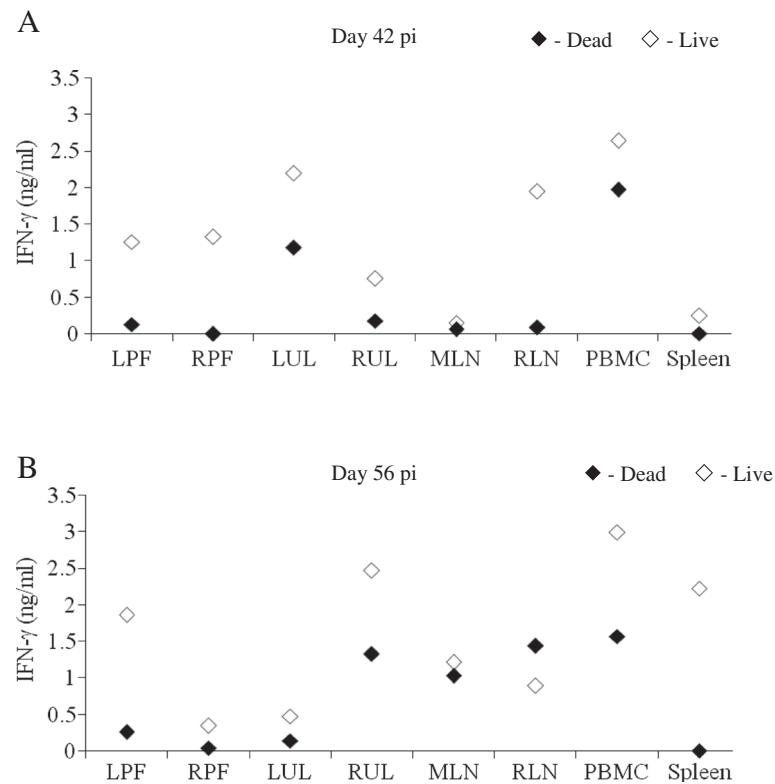 A
Day 42 pi
◆ - Dead ◇ - Live
IFN-γ (ng/ml)
3.5
3
2.5
2
1.5
1
0.5
0
LPF RPF LUL RUL MLN RLN PBMC Spleen
B
Day 56 pi
◆ - Dead ◇ - Live
IFN-γ (ng/ml)
3.5
3
2.5
2
1.5
1
0.5
0
LPF RPF LUL RUL MLN RLN PBMC Spleen